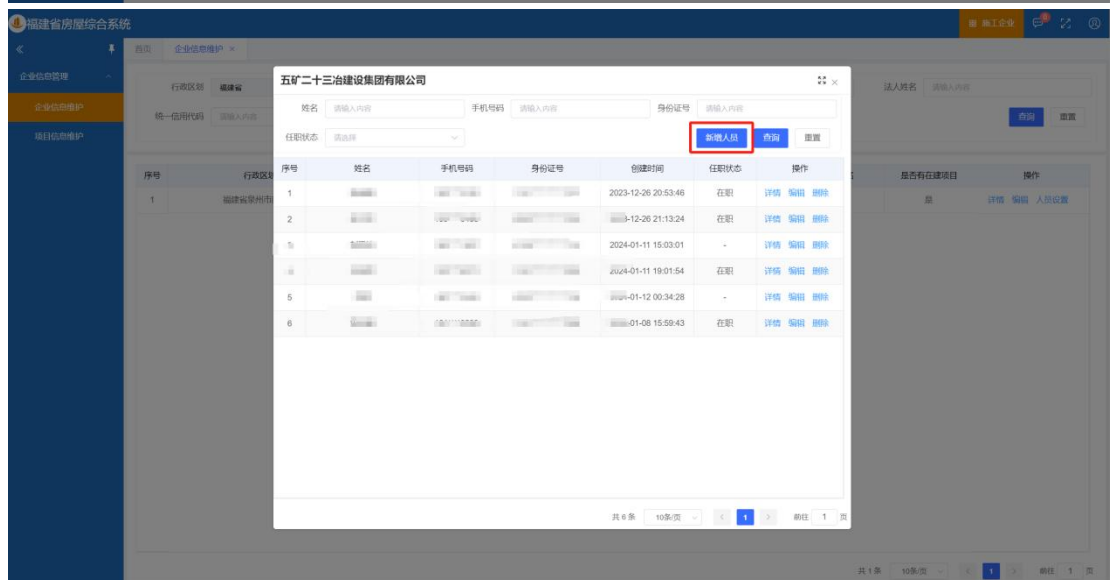 福建省房屋综合系统
施工企业
首页 企业信息维护 ×
企业信息管理
企业信息维护
项目信息维护
行政区划 福建省
法人姓名 请输入内容
统一信用代码 请输入内容
查询 重置
序号 行政区 是否有在建项目 操作
1 福建省泉州市 是 详情 编辑 人员设置
五矿二十三冶建设集团有限公司
姓名 请输入内容 手机号码 请输入内容 身份证号 请输入内容
任职状态 请选择 新增人员 查询 重置
序号 姓名 手机号码 身份证号 创建时间 任职状态 操作
1 2023-12-26 20:53:46 在职 详情 编辑 删除
2 -12-26 21:13:24 在职 详情 编辑 删除
2024-01-11 15:03:01 - 详情 编辑 删除
2024-01-11 19:01:54 在职 详情 编辑 删除
5 -01-12 00:34:28 - 详情 编辑 删除
6 -01-08 15:59:43 在职 详情 编辑 删除
共 6 条 10条/页 1 前往 1 页
共 1 条 10条/页 1 前往 1 页